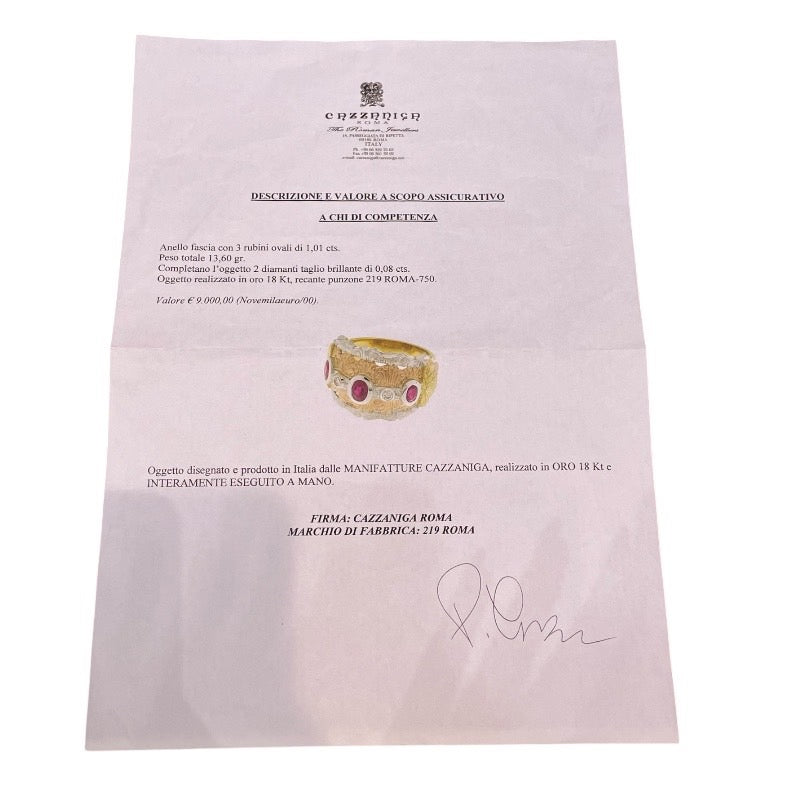 CAZZANIGA
ROMA
The Roman Jewellers
ITALY
DESCRIZIONE E VALORE A SCOPO ASSICURATIVO
A CHI DI COMPETENZA
Anello fascia con 3 rubini ovali di 1,01 cts.
Peso totale 13,60 gr.
Completano l'oggetto 2 diamanti taglio brillante di 0,08 cts.
Oggetto realizzato in oro 18 Kt, recante punzone 219 ROMA-750.
Valore € 9.000,00 (Novemilaeuro/00).
Oggetto disegnato e prodotto in Italia dalle MANIFATTURE CAZZANIGA, realizzato in ORO 18 Kt e
INTERAMENTE ESEGUITO A MANO.
FIRMA: CAZZANIGA ROMA
MARCHIO DI FABBRICA: 219 ROMA